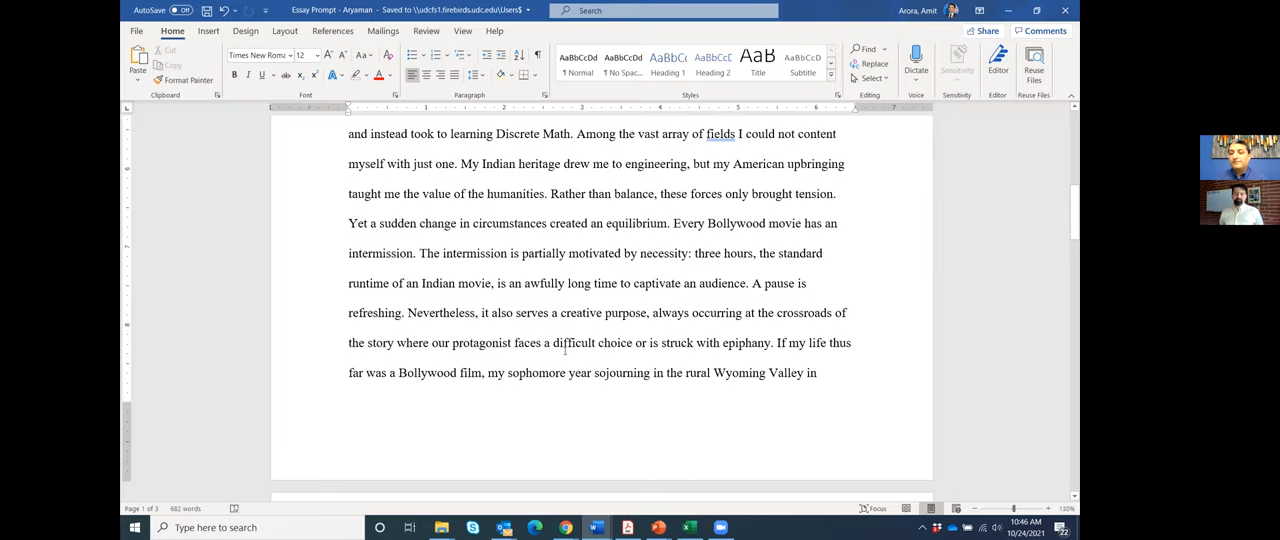 AutoSave Off Essay Prompt - Aryaman - Saved to \\udcfs1.firebirds.udc.edu\Users$ Search Arora, Amit
File Home Insert Design Layout References Mailings Review View Help Share Comments
Paste Cut Copy Format Painter
Times New Roma 12 Aa
AaBbCcDd AaBbCcDd AaBbC( AaBbCcC AaB AaBbCcD
¶ Normal ¶ No Spac... Heading 1 Heading 2 Title Subtitle
Find Replace Select
Dictate Sensitivity Editor Reuse Files
Clipboard Font Paragraph Styles Editing Voice Sensitivity Editor Reuse Files
and instead took to learning Discrete Math. Among the vast array of fields I could not content
myself with just one. My Indian heritage drew me to engineering, but my American upbringing
taught me the value of the humanities. Rather than balance, these forces only brought tension.
Yet a sudden change in circumstances created an equilibrium. Every Bollywood movie has an
intermission. The intermission is partially motivated by necessity: three hours, the standard
runtime of an Indian movie, is an awfully long time to captivate an audience. A pause is
refreshing. Nevertheless, it also serves a creative purpose, always occurring at the crossroads of
the story where our protagonist faces a difficult choice or is struck with epiphany. If my life thus
far was a Bollywood film, my sophomore year sojourning in the rural Wyoming Valley in
Page 1 of 3 682 words Focus 130%
Type here to search 10:46 AM
10/24/2021 22